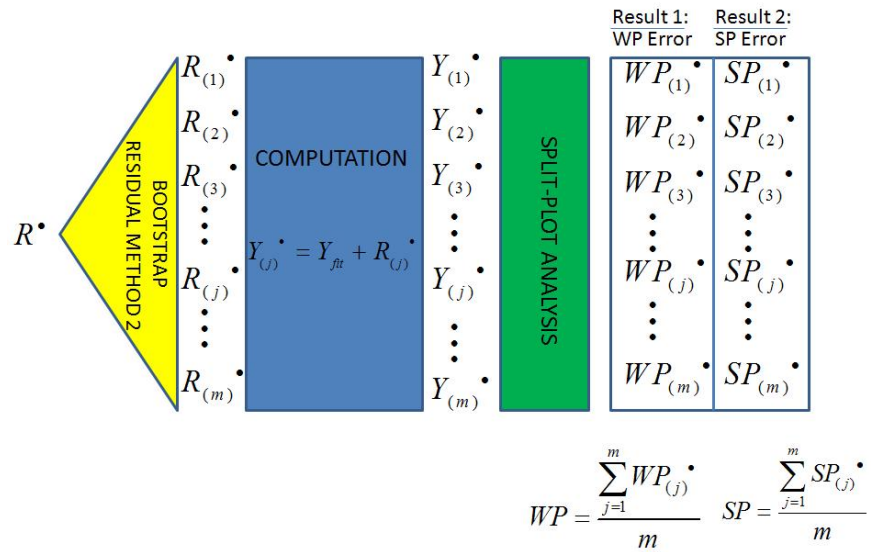 Result 1: Result 2:
WP Error SP Error
R•
BOOTSTRAP
RESIDUAL METHOD 2
R(1)• Y(1)• WP(1)• SP(1)•
R(2)• Y(2)• WP(2)• SP(2)•
COMPUTATION
R(3)• Y(3)• WP(3)• SP(3)•
Y(j)• = Yfit + R(j)•
R(j)• Y(j)• WP(j)• SP(j)•
R(m)• Y(m)• WP(m)• SP(m)•
SPLIT-PLOT ANALYSIS
WP = ∑ j=1 m WP(j)• / m
SP = ∑ j=1 m SP(j)• / m